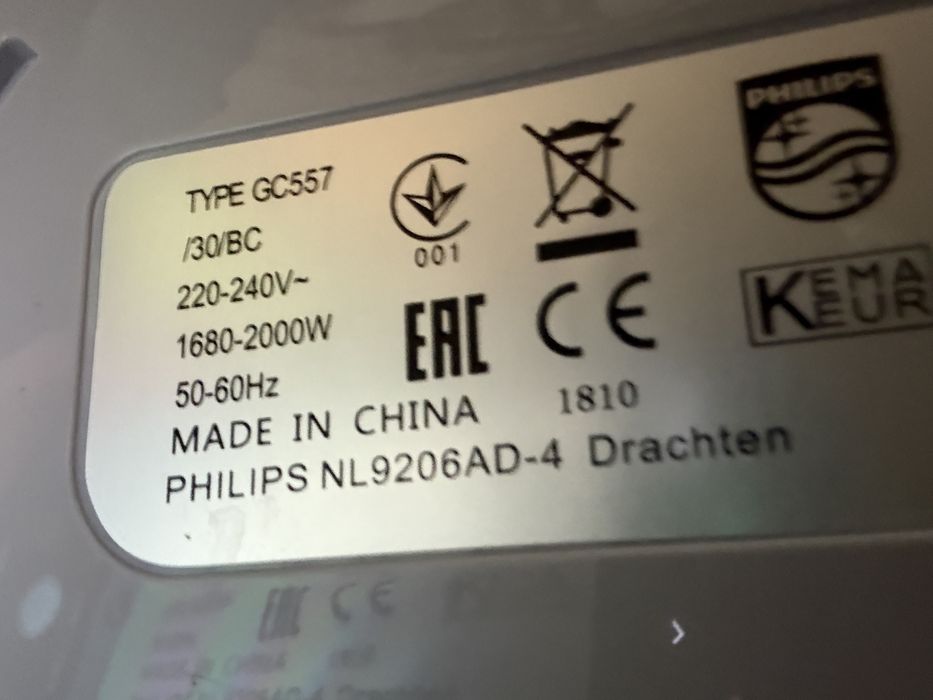 TYPE GC557
/30/BC
220-240V~
1680-2000W
50-60Hz
MADE IN CHINA
PHILIPS NL9206AD-4 Drachten
001
EAC
CE
1810
PHILIPS
KEMA
KEUR